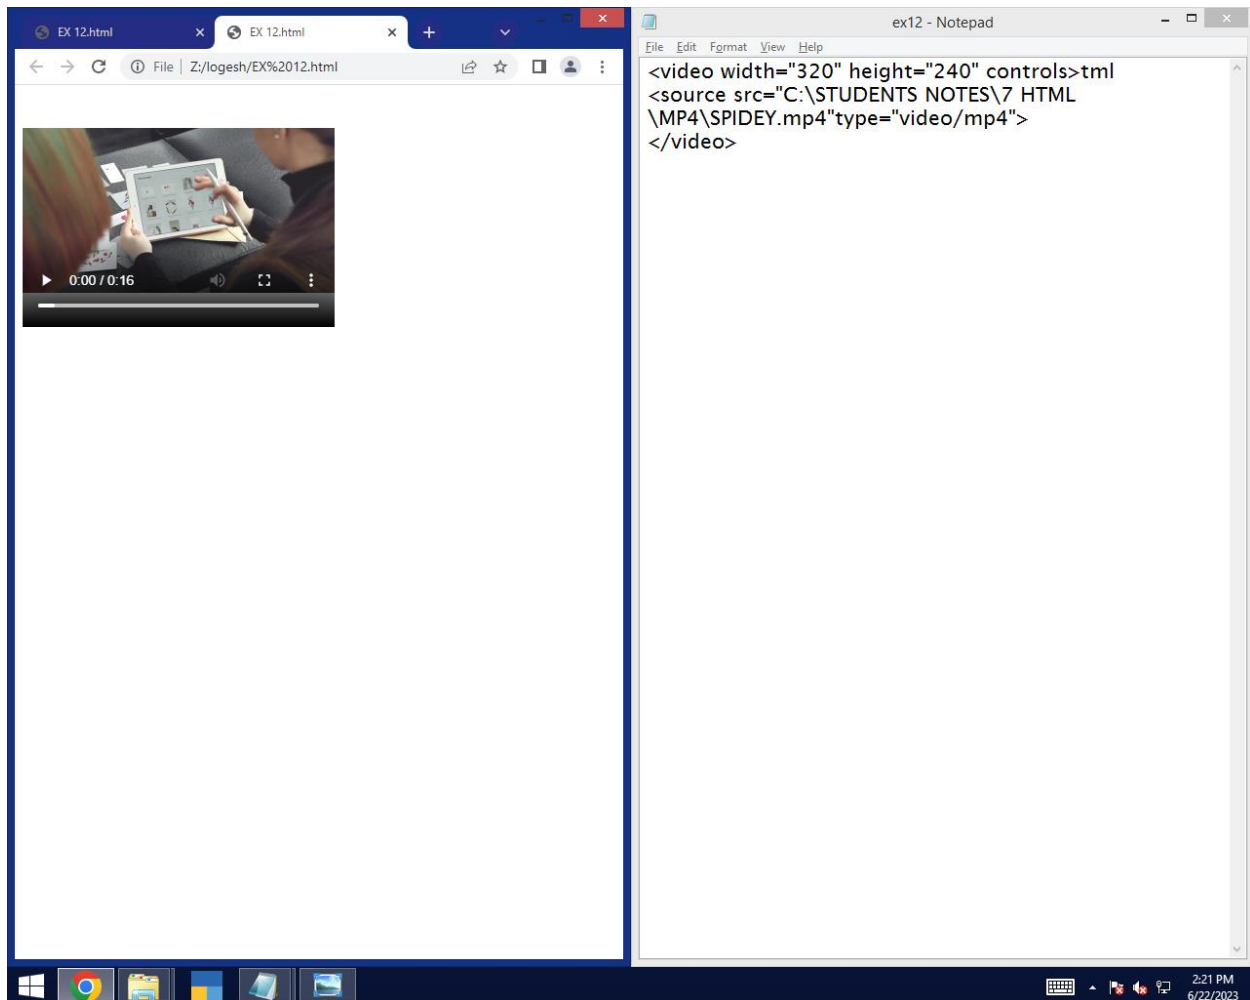 EX 12.html
EX 12.html
File | Z:/logesh/EX%2012.html
0:00 / 0:16
ex12 - Notepad
File Edit Format View Help
<video width="320" height="240" controls>tml
<source src="C:\STUDENTS NOTES\7 HTML
\MP4\SPIDEY.mp4"type="video/mp4">
</video>
2:21 PM
6/22/2023